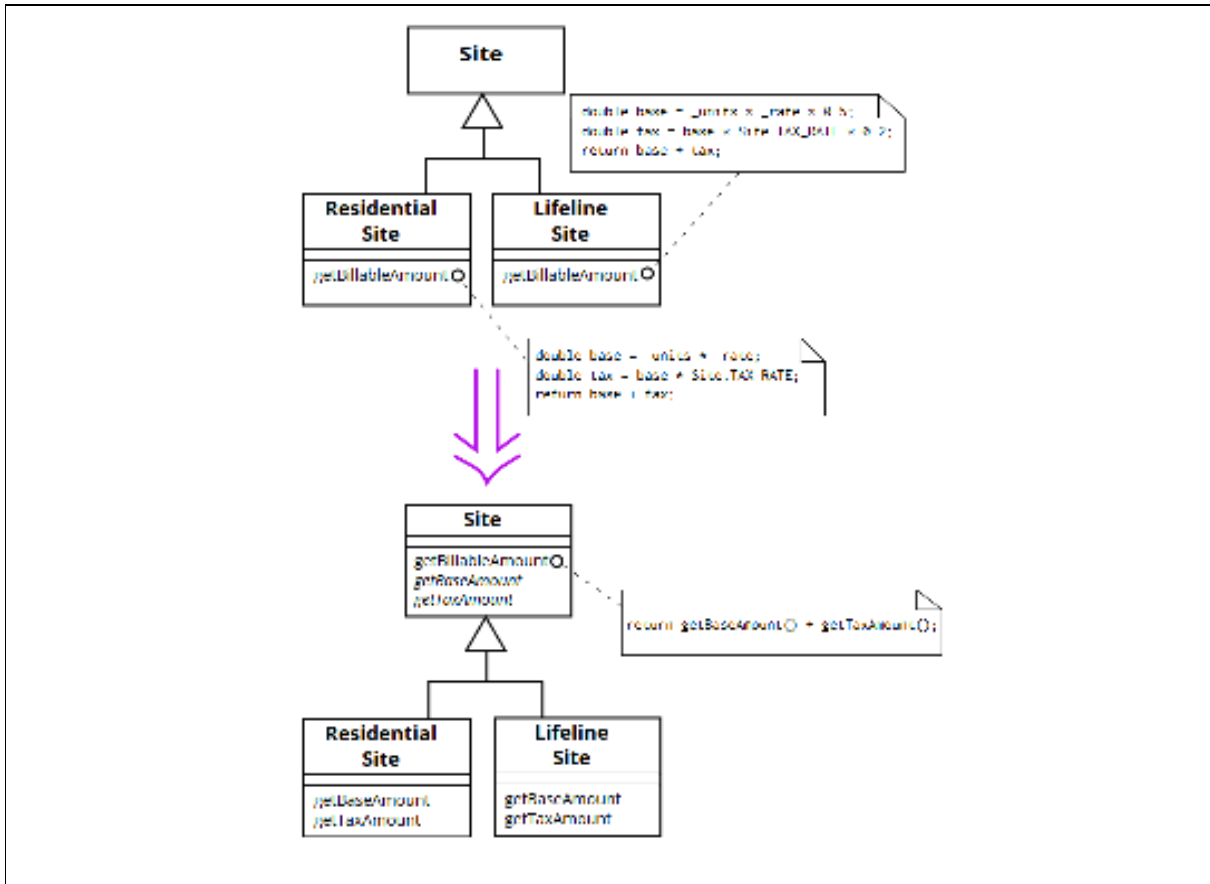 Site
double base = _units * _rate * 0.5;
double tax = base * Site.TAX_RATE * 0.2;
return base + tax;
Residential
Site
getBillableAmount
Lifeline
Site
getBillableAmount
double base = _units * _rate;
double tax = base * Site.TAX_RATE;
return base + tax;
Site
getBillableAmount
getBaseAmount
getTaxAmount
return getBaseAmount() + getTaxAmount();
Residential
Site
getBaseAmount
getTaxAmount
Lifeline
Site
getBaseAmount
getTaxAmount